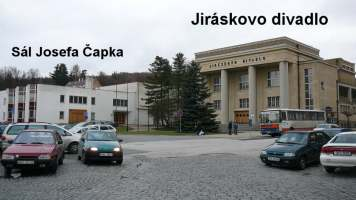 Jiráskovo divadlo
Sál Josefa Čapka
JIRÁSKOVO DIVADLO